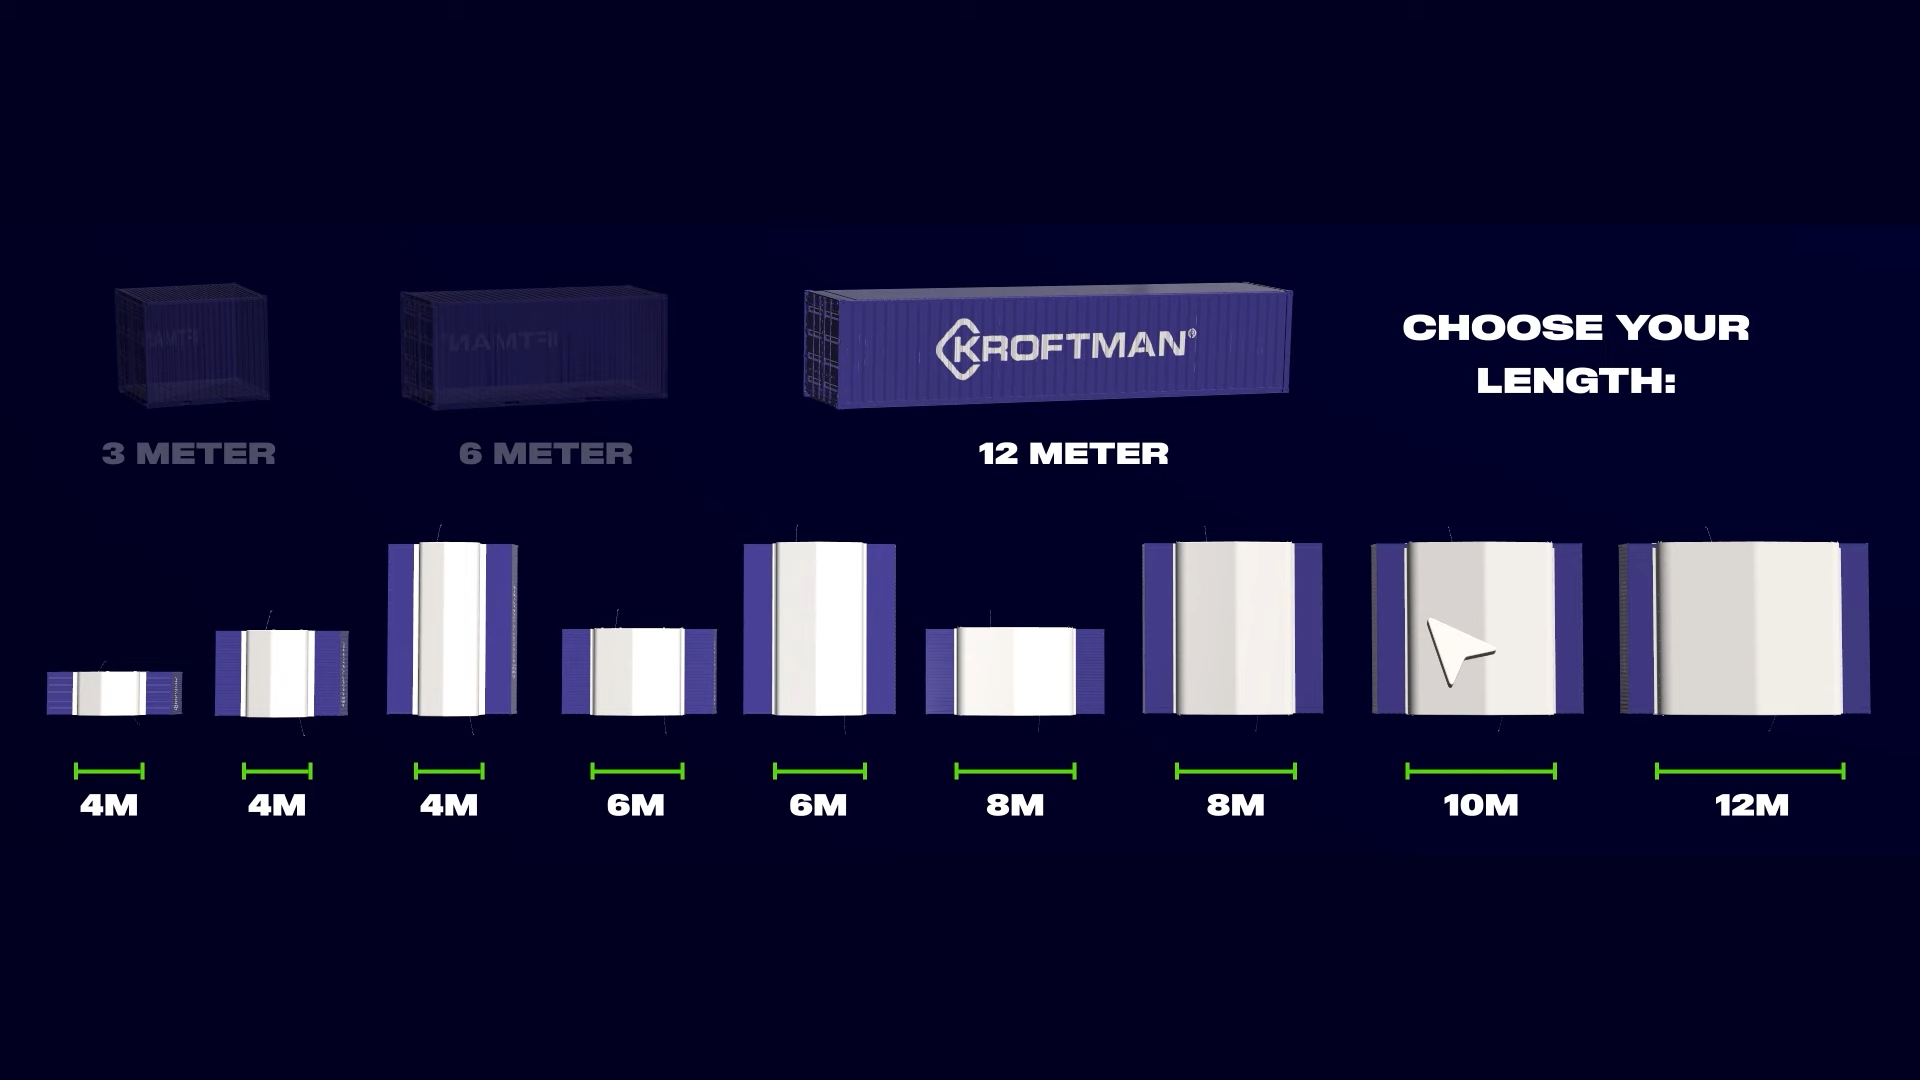 KROFTMAN®
CHOOSE YOUR
LENGTH:
3 METER
6 METER
12 METER
4M
4M
4M
6M
6M
8M
8M
10M
12M